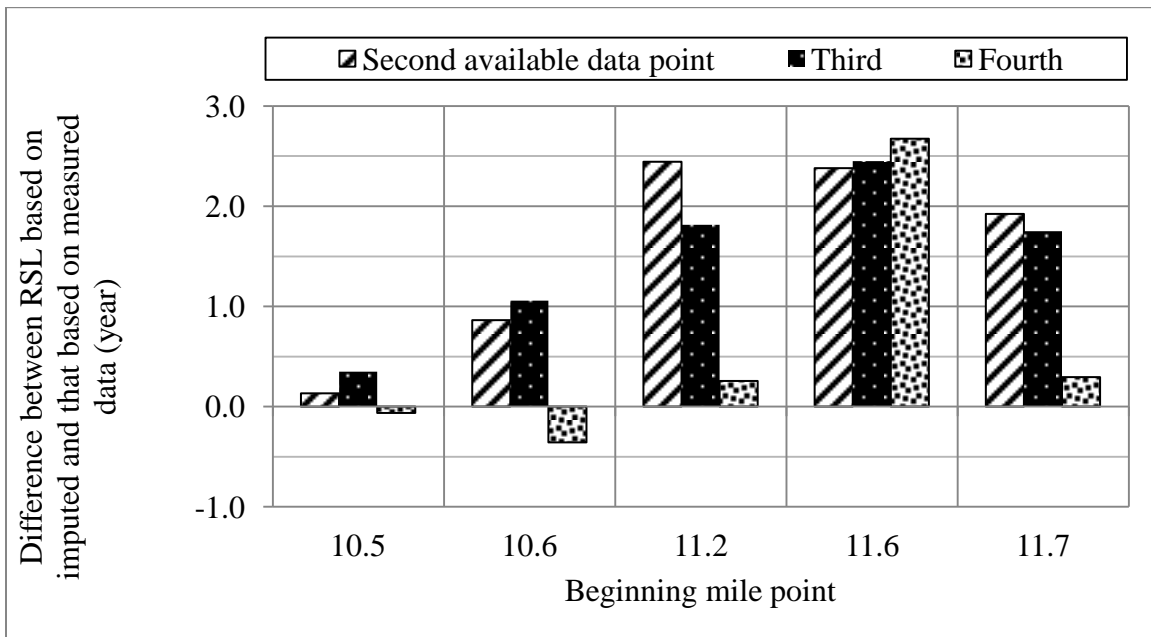 Second available data point Third Fourth
Difference between RSL based on
imputed and that based on measured
data (year)
3.0
2.0
1.0
0.0
-1.0
10.5 10.6 11.2 11.6 11.7
Beginning mile point